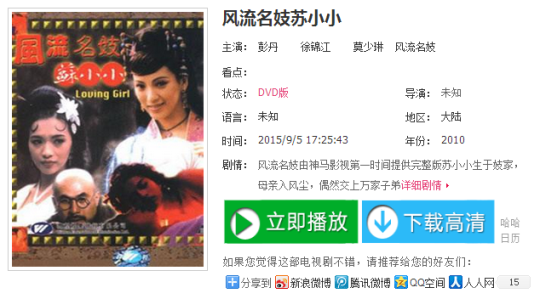 風流名妓
蘇小小
Loving Girl
风流名妓苏小小
主演: 彭丹 徐锦江 莫少琳 风流名妓
看点:
状态: DVD版 导演: 未知
语言: 未知 地区: 大陆
时间: 2015/9/5 17:25:43 年份: 2010
剧情: 风流名妓由神马影视第一时间提供完整版苏小小生于妓家,
母亲入风尘，偶然交上万家子弟详细剧情
立即播放 下载高清 哈哈
日历
如果您觉得这部电视剧不错，请推荐给您的好友们：
分享到 新浪微博 腾讯微博 QQ空间 人人网 15